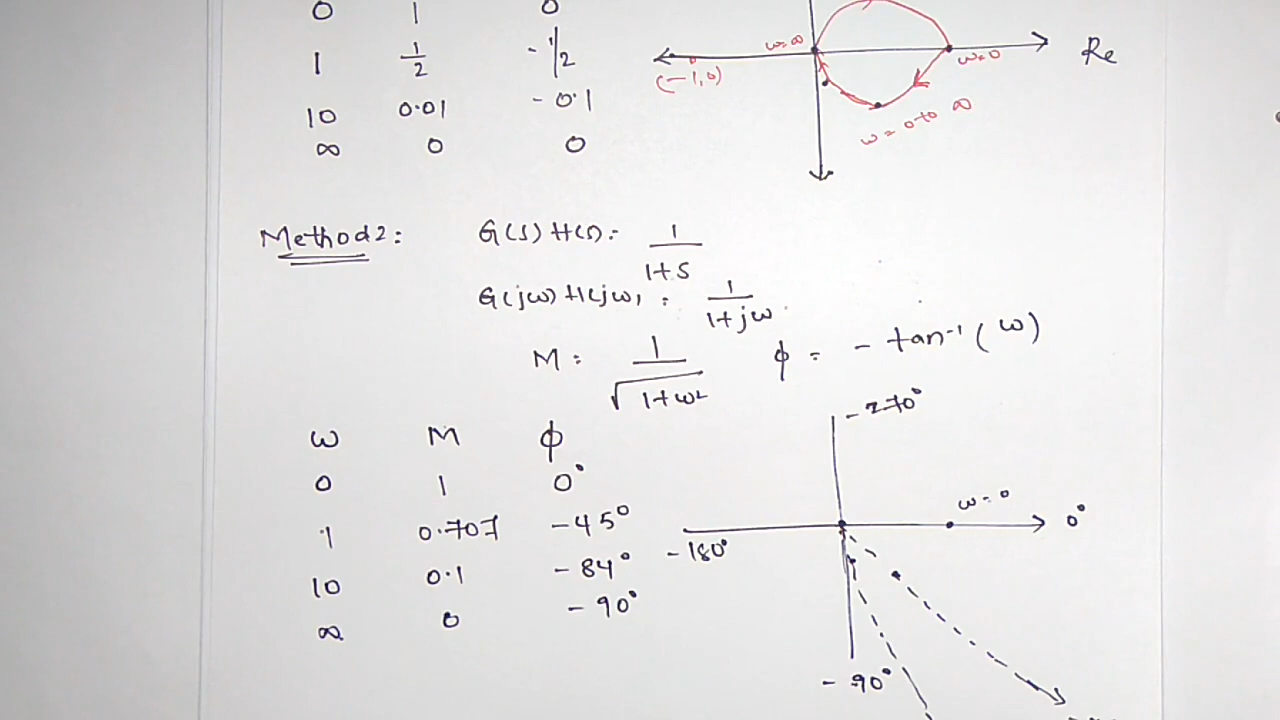 0 1 0
1 1/2 -1/2
10 0.01 -0.1
∞ 0 0
ω=∞
(-1,0)
ω=0
Re
ω = 0 to ∞
Method2: G(s) H(s) = 1/(1+s)
G(jω) H(jω) = 1/(1+jω)
M = 1/√(1+ω²) ϕ = - tan⁻¹(ω)
ω M ϕ
0 1 0°
1 0.707 -45°
10 0.1 -84°
∞ 0 -90°
-270°
ω=0
0°
-180°
-90°